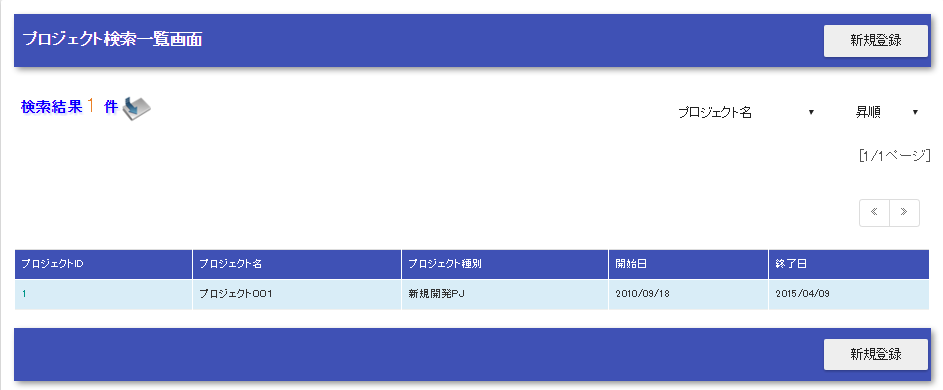 プロジェクト検索一覧画面
新規登録
検索結果 1 件
プロジェクト名 ▼ 昇順 ▼
[1/1ページ]
« »
プロジェクトID プロジェクト名 プロジェクト種別 開始日 終了日
1 プロジェクト001 新規開発PJ 2010/09/18 2015/04/09
新規登録